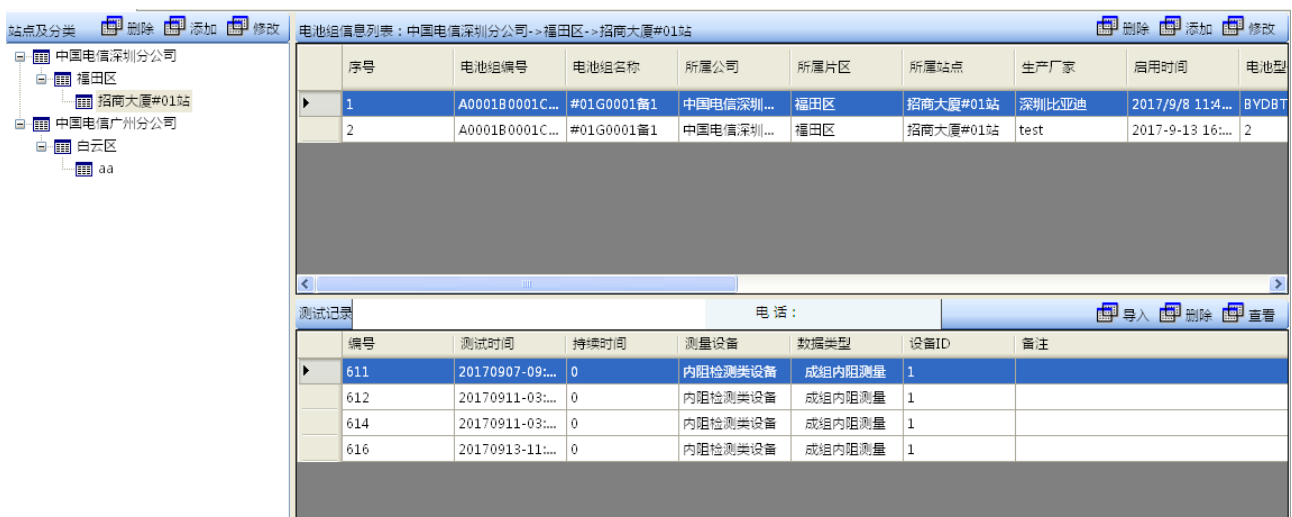 站点及分类 删除 添加 修改
中国电信深圳分公司
福田区
招商大厦#01站
中国电信广州分公司
白云区
aa
电池组信息列表：中国电信深圳分公司->福田区->招商大厦#01站 删除 添加 修改
序号 电池组编号 电池组名称 所属公司 所属片区 所属站点 生产厂家 启用时间 电池型
1 A0001B0001C... #01G0001备1 中国电信深圳... 福田区 招商大厦#01站 深圳比亚迪 2017/9/8 11:4... BYDBT
2 A0001B0001C... #01G0001备1 中国电信深圳... 福田区 招商大厦#01站 test 2017-9-13 16:... 2
测试记录 电 话： 导入 删除 查看
编号 测试时间 持续时间 测量设备 数据类型 设备ID 备注
611 20170907-09:... 0 内阻检测类设备 成组内阻测量 1
612 20170911-03:... 0 内阻检测类设备 成组内阻测量 1
614 20170911-03:... 0 内阻检测类设备 成组内阻测量 1
616 20170913-11:... 0 内阻检测类设备 成组内阻测量 1